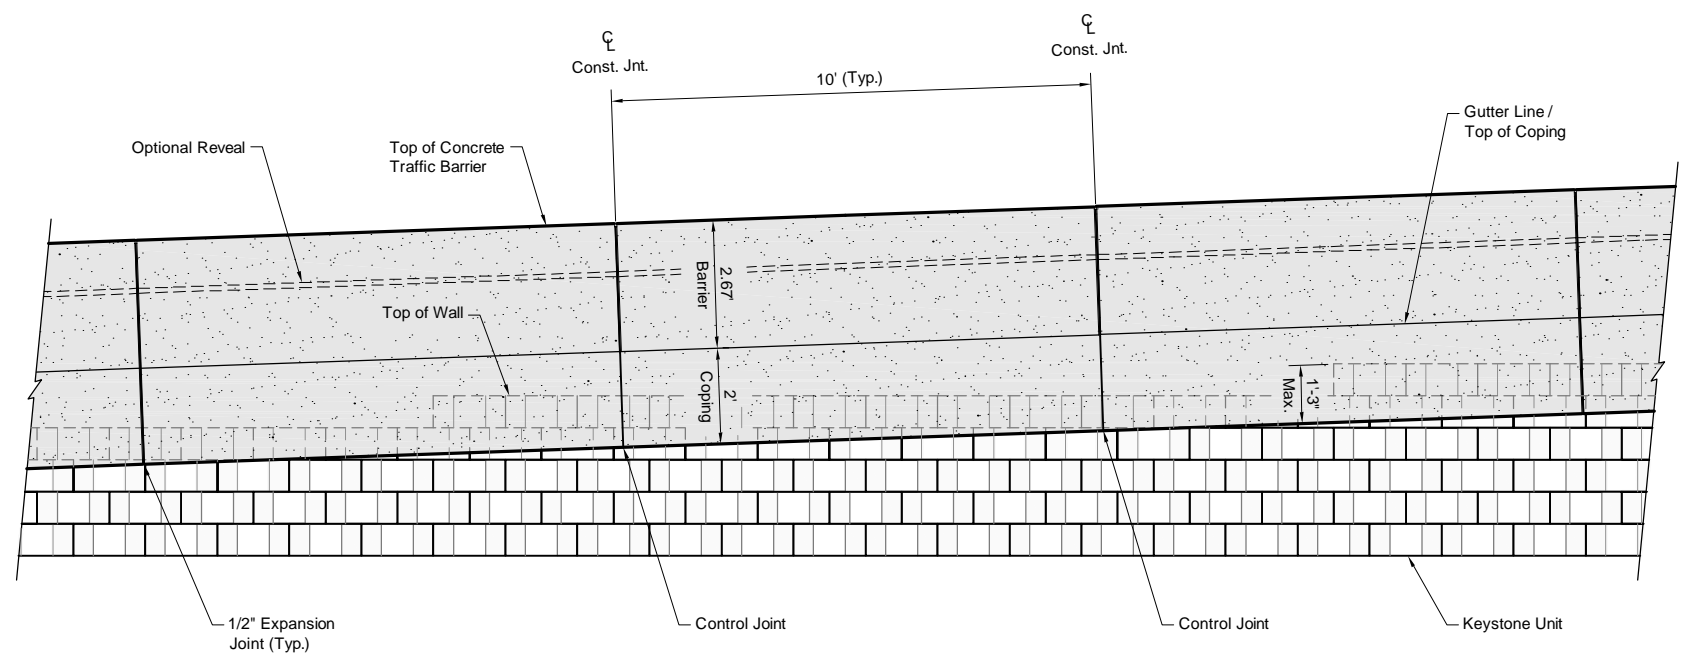 ℄
Const. Jnt.
℄
Const. Jnt.
10' (Typ.)
Gutter Line /
Top of Coping
Optional Reveal
Top of Concrete
Traffic Barrier
2.67'
Barrier
Top of Wall
2'
Coping
1'-3"
Max.
1/2" Expansion
Joint (Typ.)
Control Joint
Control Joint
Keystone Unit